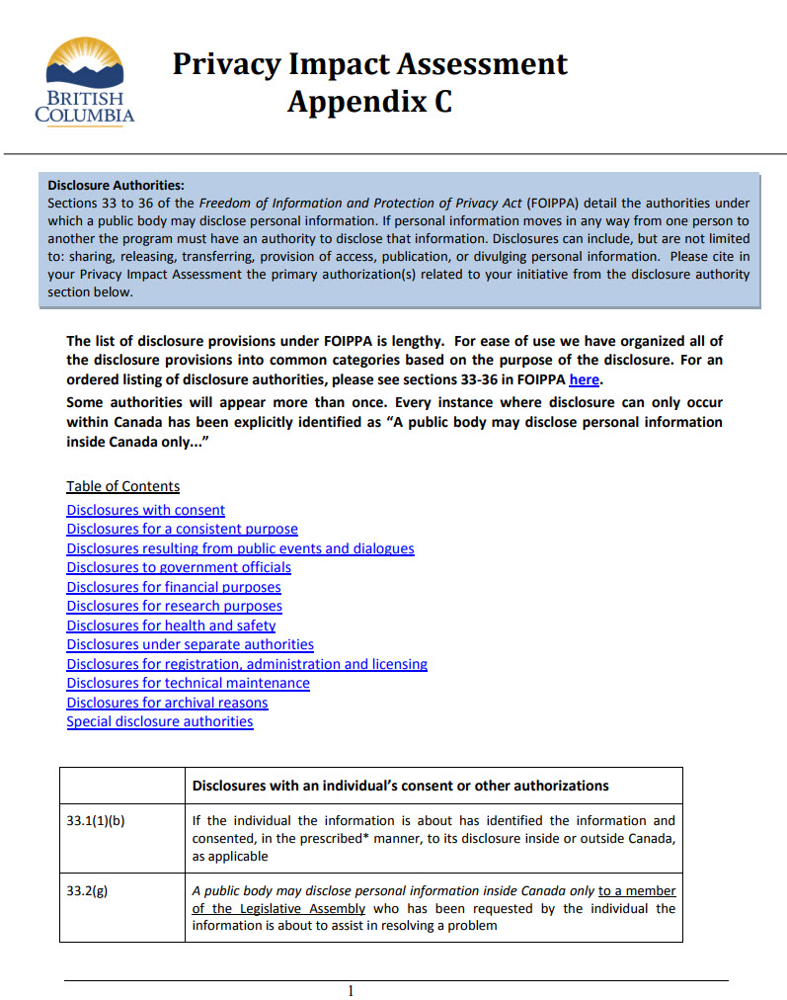 BRITISH
COLUMBIA
Privacy Impact Assessment
Appendix C
Disclosure Authorities:
Sections 33 to 36 of the Freedom of Information and Protection of Privacy Act (FOIPPA) detail the authorities under
which a public body may disclose personal information. If personal information moves in any way from one person to
another the program must have an authority to disclose that information. Disclosures can include, but are not limited
to: sharing, releasing, transferring, provision of access, publication, or divulging personal information. Please cite in
your Privacy Impact Assessment the primary authorization(s) related to your initiative from the disclosure authority
section below.
The list of disclosure provisions under FOIPPA is lengthy. For ease of use we have organized all of
the disclosure provisions into common categories based on the purpose of the disclosure. For an
ordered listing of disclosure authorities, please see sections 33-36 in FOIPPA here.
Some authorities will appear more than once. Every instance where disclosure can only occur
within Canada has been explicitly identified as “A public body may disclose personal information
inside Canada only...”
Table of Contents
Disclosures with consent
Disclosures for a consistent purpose
Disclosures resulting from public events and dialogues
Disclosures to government officials
Disclosures for financial purposes
Disclosures for research purposes
Disclosures for health and safety
Disclosures under separate authorities
Disclosures for registration, administration and licensing
Disclosures for technical maintenance
Disclosures for archival reasons
Special disclosure authorities
Disclosures with an individual’s consent or other authorizations
33.1(1)(b)
If the individual the information is about has identified the information and
consented, in the prescribed* manner, to its disclosure inside or outside Canada,
as applicable
33.2(g)
A public body may disclose personal information inside Canada only to a member
of the Legislative Assembly who has been requested by the individual the
information is about to assist in resolving a problem
1